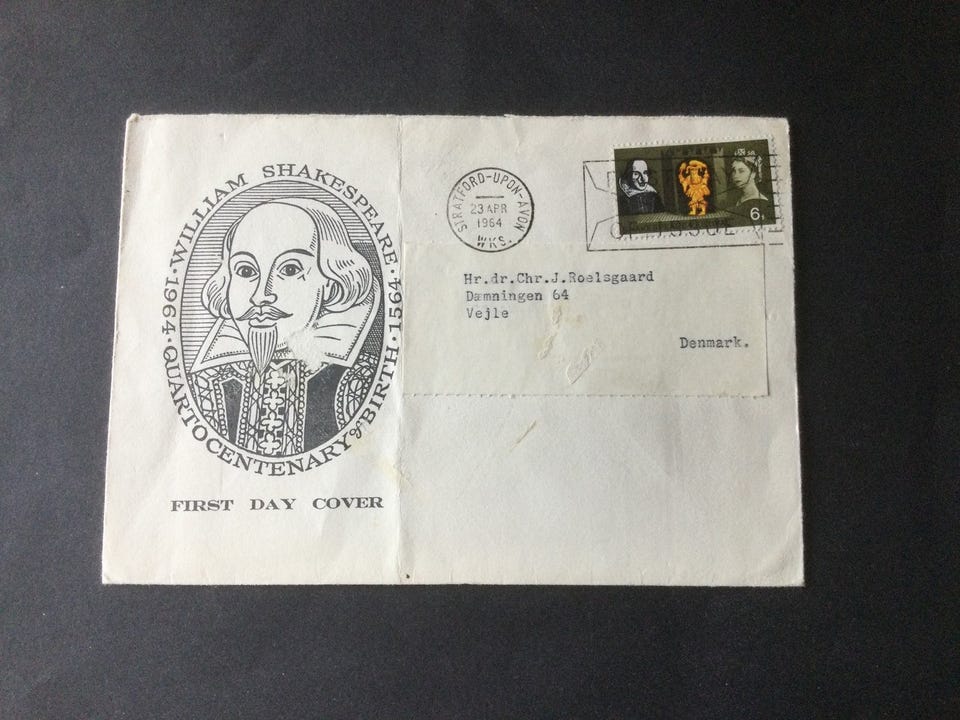 WILLIAM SHAKESPEARE · 1564
1964 · QUARTOCENTENARY of BIRTH ·
FIRST DAY COVER
STRATFORD-UPON-AVON
23 APR
1964
WKS.
6d
Hr.dr.Chr.J.Roelsgaard
Dæmningen 64
Vejle
Denmark.